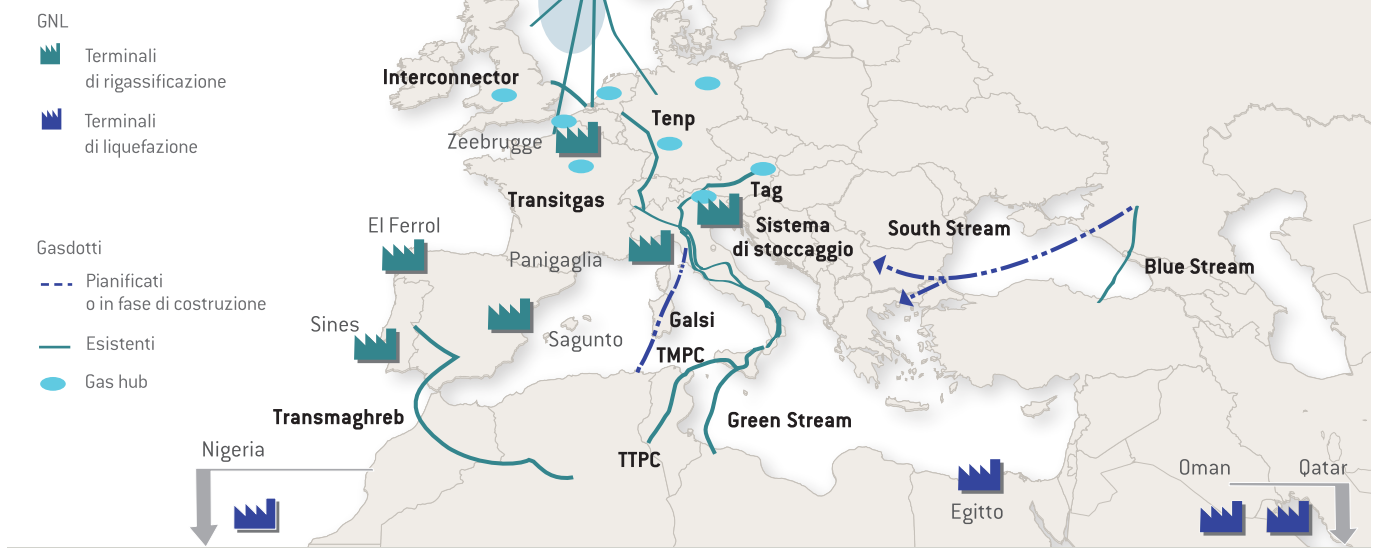 GNL
Terminali
di rigassificazione
Terminali
di liquefazione
Gasdotti
Pianificati
o in fase di costruzione
Esistenti
Gas hub
Interconnector
Zeebrugge
Tenp
Transitgas
Tag
Sistema
di stoccaggio
El Ferrol
Panigaglia
South Stream
Blue Stream
Sines
Sagunto
Galsi
TMPC
Transmaghreb
Green Stream
TTPC
Nigeria
Egitto
Oman
Qatar